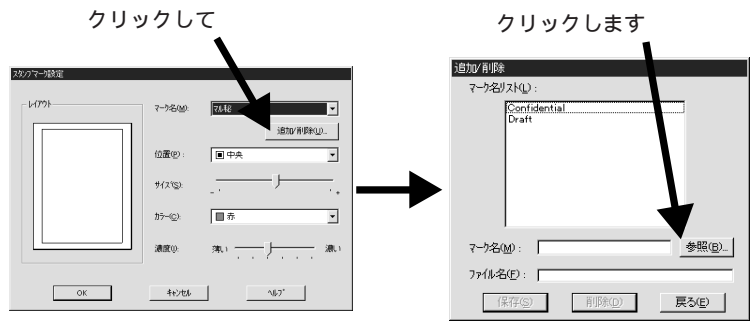 クリックして
クリックします
スタンプマーク設定
レイアウト
マーク名(M):
マル秘
追加/削除(U)...
位置(P) :
中央
サイズ(S):
- +
カラー(C):
赤
濃度(I):
薄い
濃い
OK
キャンセル
ヘルプ
追加/削除
マーク名リスト(L) :
Confidential
Draft
マーク名(M) :
参照(B)...
ファイル名(F) :
保存(S)
削除(D)
戻る(E)